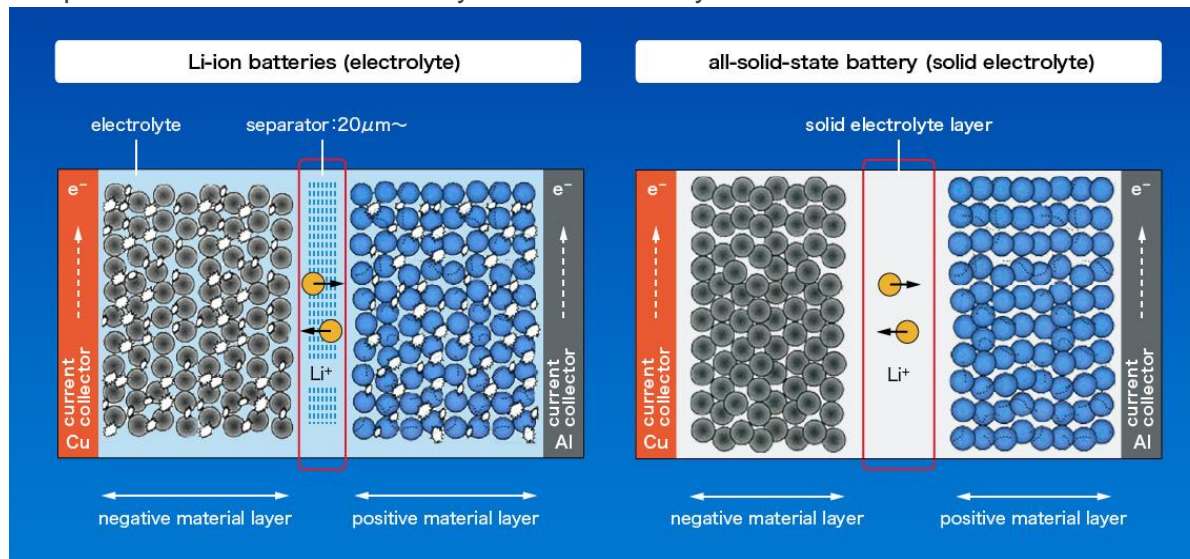 Li-ion batteries (electrolyte)
electrolyte
separator:20μm~
e⁻
e⁻
current
collector
Cu
current
collector
Al
Li⁺
negative material layer
positive material layer
all-solid-state battery (solid electrolyte)
solid electrolyte layer
e⁻
e⁻
current
collector
Cu
current
collector
Al
Li⁺
negative material layer
positive material layer